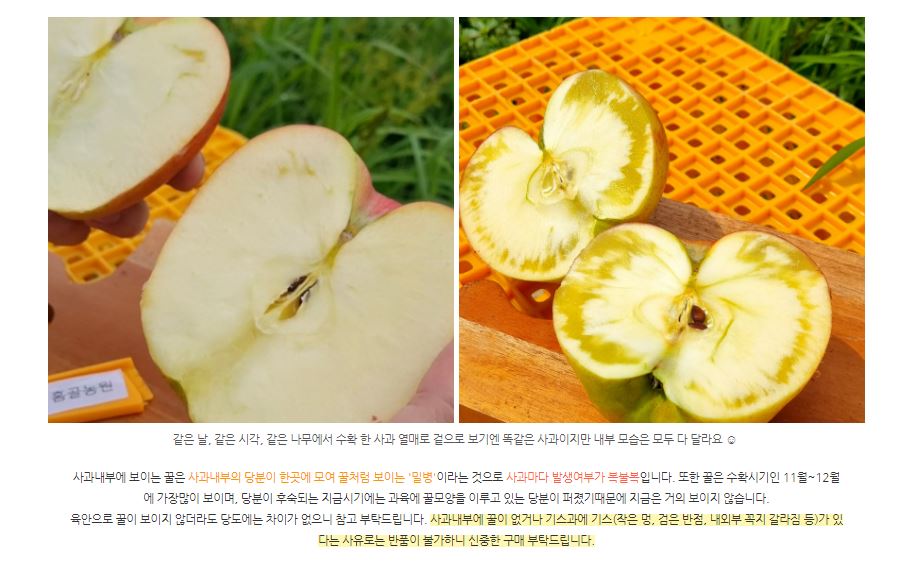 같은 날, 같은 시각, 같은 나무에서 수확 한 사과 열매로 겉으로 보기엔 똑같은 사과이지만 내부 모습은 모두 다 달라요 ☺
사과내부에 보이는 꿀은 사과내부의 당분이 한곳에 모여 꿀처럼 보이는 '밀병'이라는 것으로 사과마다 발생여부가 복불복입니다. 또한 꿀은 수확시기인 11월~12월
에 가장많이 보이며, 당분이 후숙되는 지금시기에는 과육에 꿀모양을 이루고 있는 당분이 퍼졌기때문에 지금은 거의 보이지 않습니다.
육안으로 꿀이 보이지 않더라도 당도에는 차이가 없으니 참고 부탁드립니다. 사과내부에 꿀이 없거나 기스과에 기스(작은 멍, 검은 반점, 내외부 꼭지 갈라짐 등)가 있
다는 사유로는 반품이 불가하니 신중한 구매 부탁드립니다.